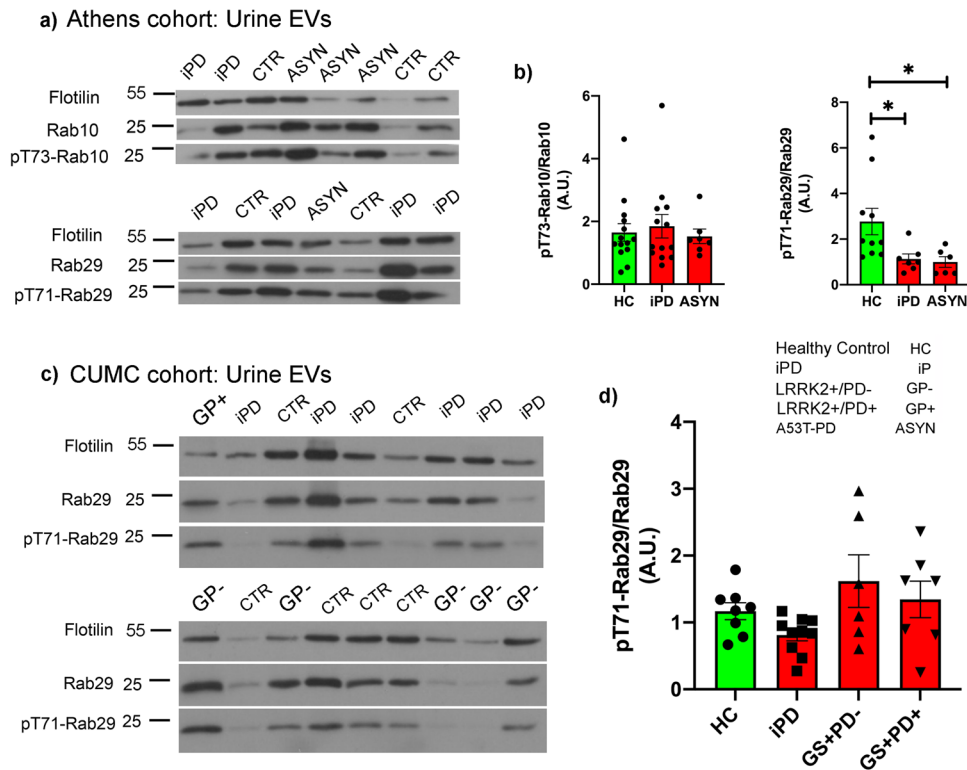 a) Athens cohort: Urine EVs
iPD iPD CTR ASYN ASYN ASYN CTR CTR
Flotilin 55
Rab10 25
pT73-Rab10 25
iPD CTR iPD ASYN CTR iPD iPD
Flotilin 55
Rab29 25
pT71-Rab29 25
b)
pT73-Rab10/Rab10
(A.U.)
6
4
2
0
HC iPD ASYN
pT71-Rab29/Rab29
(A.U.)
8
6
4
2
0
*
*
HC iPD ASYN
c) CUMC cohort: Urine EVs
GP+ iPD CTR iPD iPD CTR iPD iPD iPD
Flotilin 55
Rab29 25
pT71-Rab29 25
GP- CTR GP- CTR CTR CTR GP- GP- GP-
Flotilin 55
Rab29 25
pT71-Rab29 25
Healthy Control HC
iPD iP
LRRK2+/PD- GP-
LRRK2+/PD+ GP+
A53T-PD ASYN
d)
pT71-Rab29/Rab29
(A.U.)
4
3
2
1
0
HC iPD GS+PD- GS+PD+